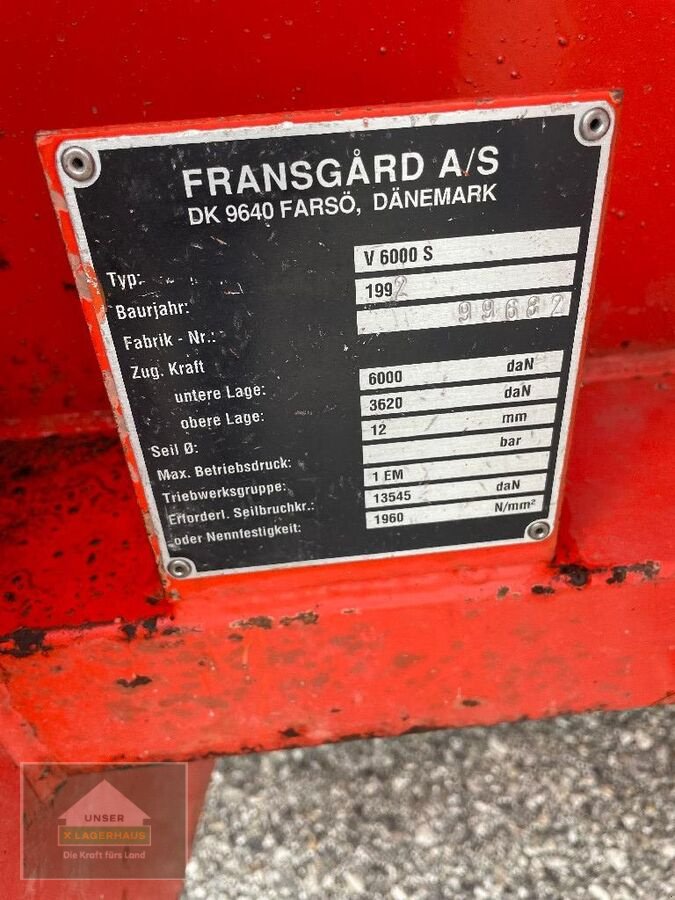 FRANSGÅRD A/S
DK 9640 FARSÖ, DÄNEMARK
Typ: V 6000 S
Baurjahr: 1992
Fabrik - Nr.: 99682
Zug. Kraft
untere Lage: 6000 daN
obere Lage: 3620 daN
Seil Ø: 12 mm
Max. Betriebsdruck: bar
Triebwerksgruppe: 1 EM
Erforderl. Seilbruchkr.: 13545 daN
oder Nennfestigkeit: 1960 N/mm²
UNSER
X LAGERHAUS
Die Kraft fürs Land